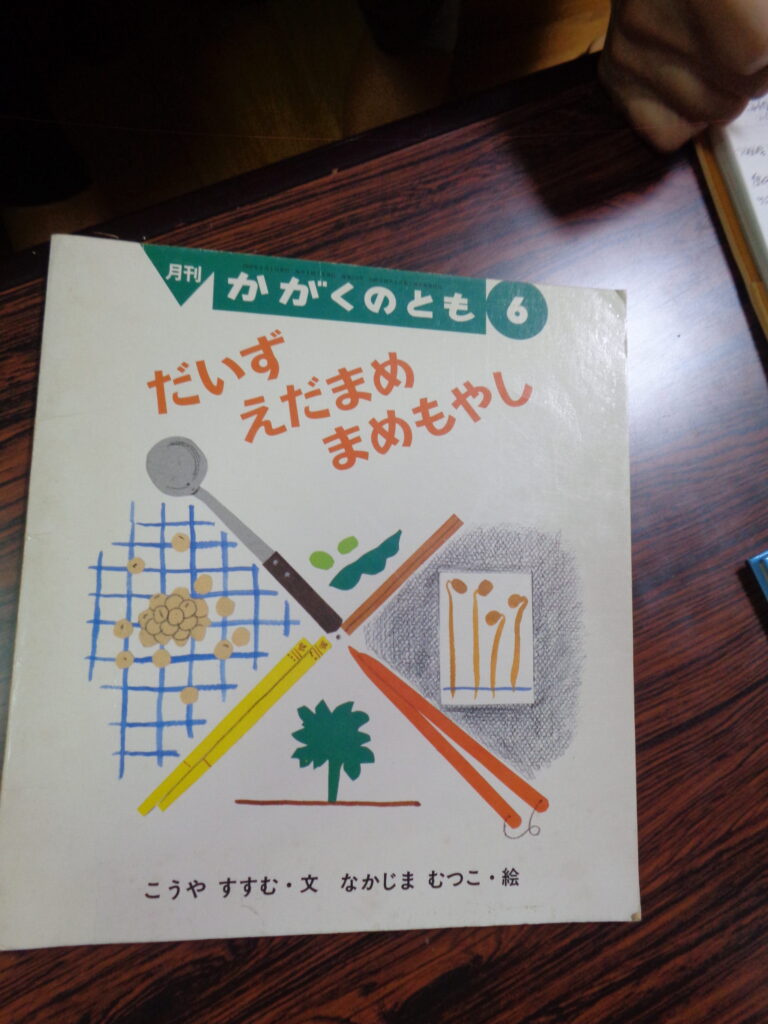 月刊
かがくのとも
6
だいず
えだまめ
まめもやし
こうや すすむ・文 なかじま むつこ・絵